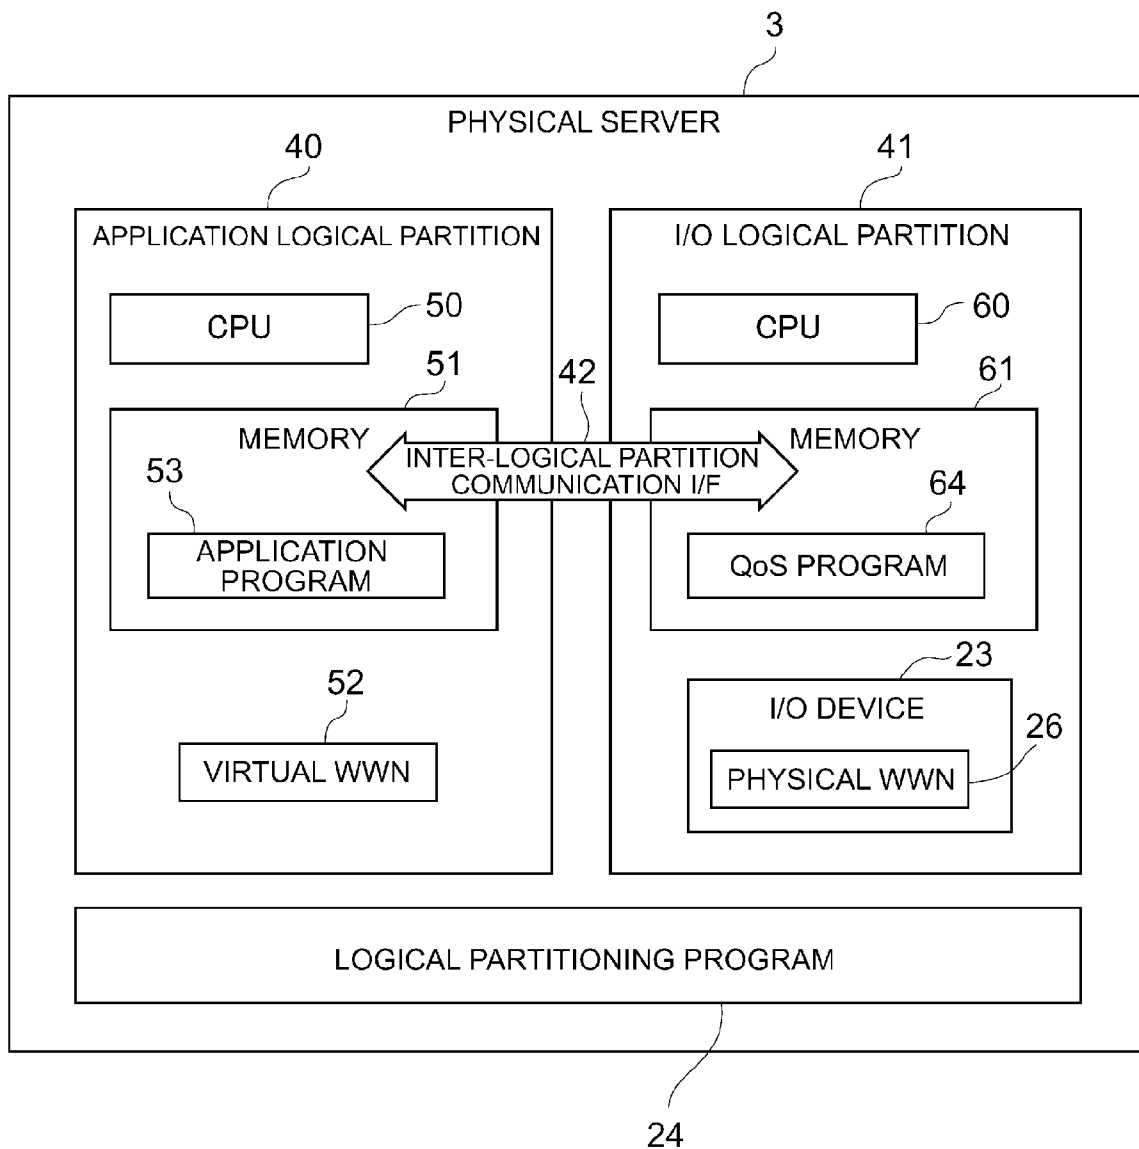 3
PHYSICAL SERVER
40
41
APPLICATION LOGICAL PARTITION
I/O LOGICAL PARTITION
CPU
50
CPU
60
51
42
61
MEMORY
MEMORY
INTER-LOGICAL PARTITION
COMMUNICATION I/F
53
64
APPLICATION
PROGRAM
QoS PROGRAM
52
23
I/O DEVICE
26
VIRTUAL WWN
PHYSICAL WWN
LOGICAL PARTITIONING PROGRAM
24